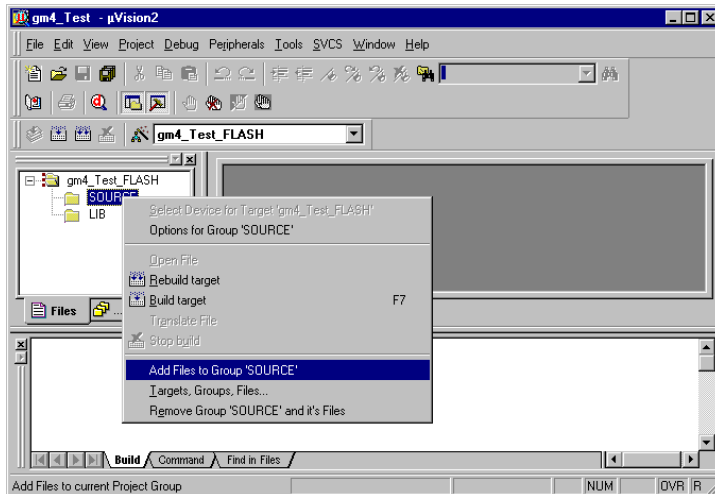 gm4_Test - µVision2
File Edit View Project Debug Peripherals Tools SVCS Window Help
gm4_Test_FLASH
gm4_Test_FLASH
SOURCE
LIB
Select Device for Target 'gm4_Test_FLASH'
Options for Group 'SOURCE'
Open File
Rebuild target
Build target F7
Translate File
Stop build
Add Files to Group 'SOURCE'
Targets, Groups, Files...
Remove Group 'SOURCE' and it's Files
Files ...
Build Command Find in Files
Add Files to current Project Group NUM OVR R